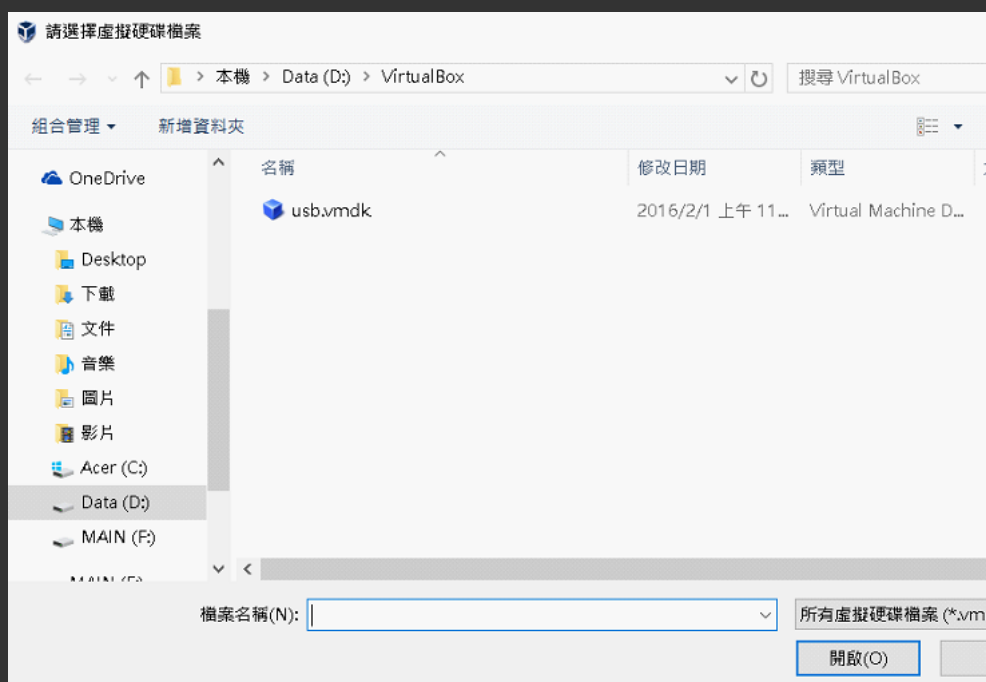 請選擇虛擬硬碟檔案
本機 > Data (D:) > VirtualBox
搜尋 VirtualBox
組合管理
新增資料夾
名稱
修改日期
類型
usb.vmdk
2016/2/1 上午 11...
Virtual Machine D...
OneDrive
本機
Desktop
下載
文件
音樂
圖片
影片
Acer (C:)
Data (D:)
MAIN (F:)
MAIN (F:)
檔案名稱(N):
所有虛擬硬碟檔案 (*.vm
開啟(O)